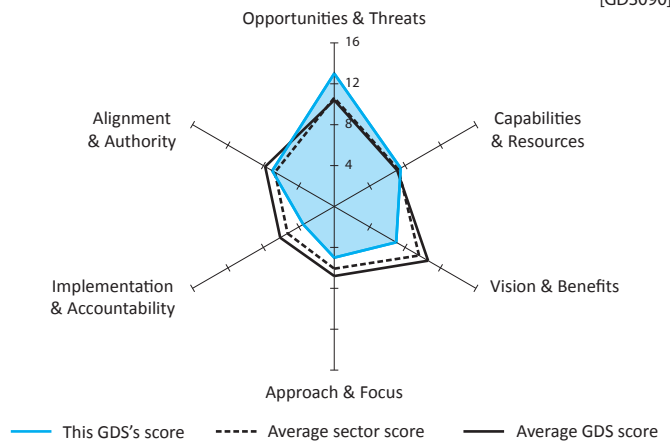 Opportunities & Threats
16
12
8
4
Alignment
& Authority
Capabilities
& Resources
Implementation
& Accountability
Vision & Benefits
Approach & Focus
This GDS's score
Average sector score
Average GDS score